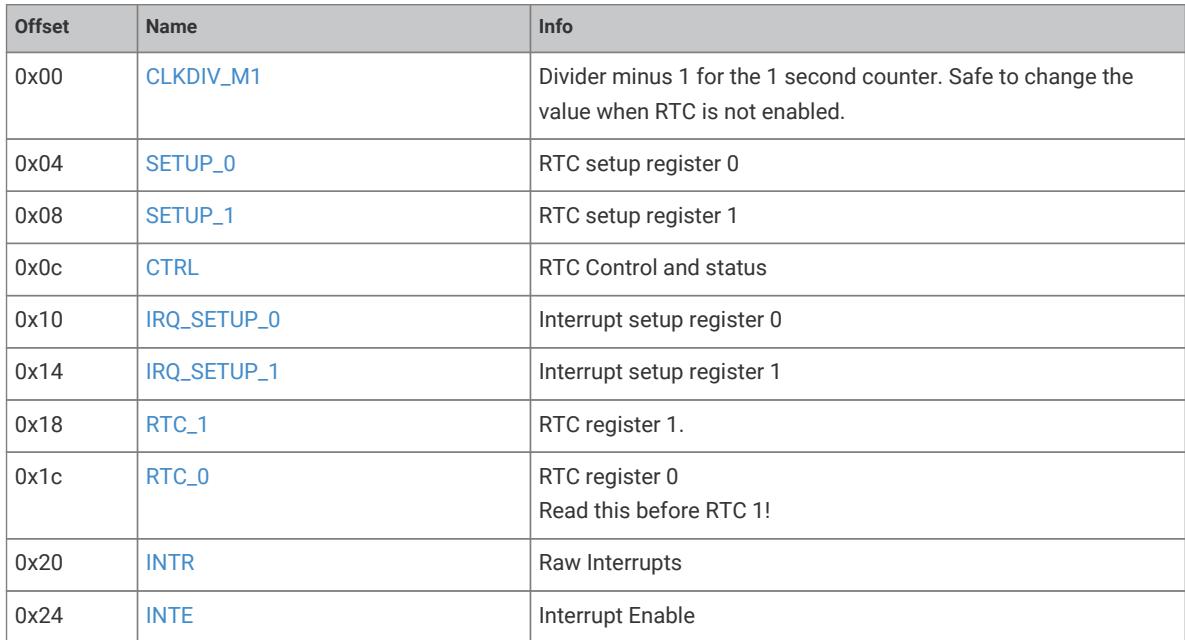 Offset Name Info
0x00 CLKDIV_M1 Divider minus 1 for the 1 second counter. Safe to change the
value when RTC is not enabled.
0x04 SETUP_0 RTC setup register 0
0x08 SETUP_1 RTC setup register 1
0x0c CTRL RTC Control and status
0x10 IRQ_SETUP_0 Interrupt setup register 0
0x14 IRQ_SETUP_1 Interrupt setup register 1
0x18 RTC_1 RTC register 1.
0x1c RTC_0 RTC register 0
Read this before RTC 1!
0x20 INTR Raw Interrupts
0x24 INTE Interrupt Enable